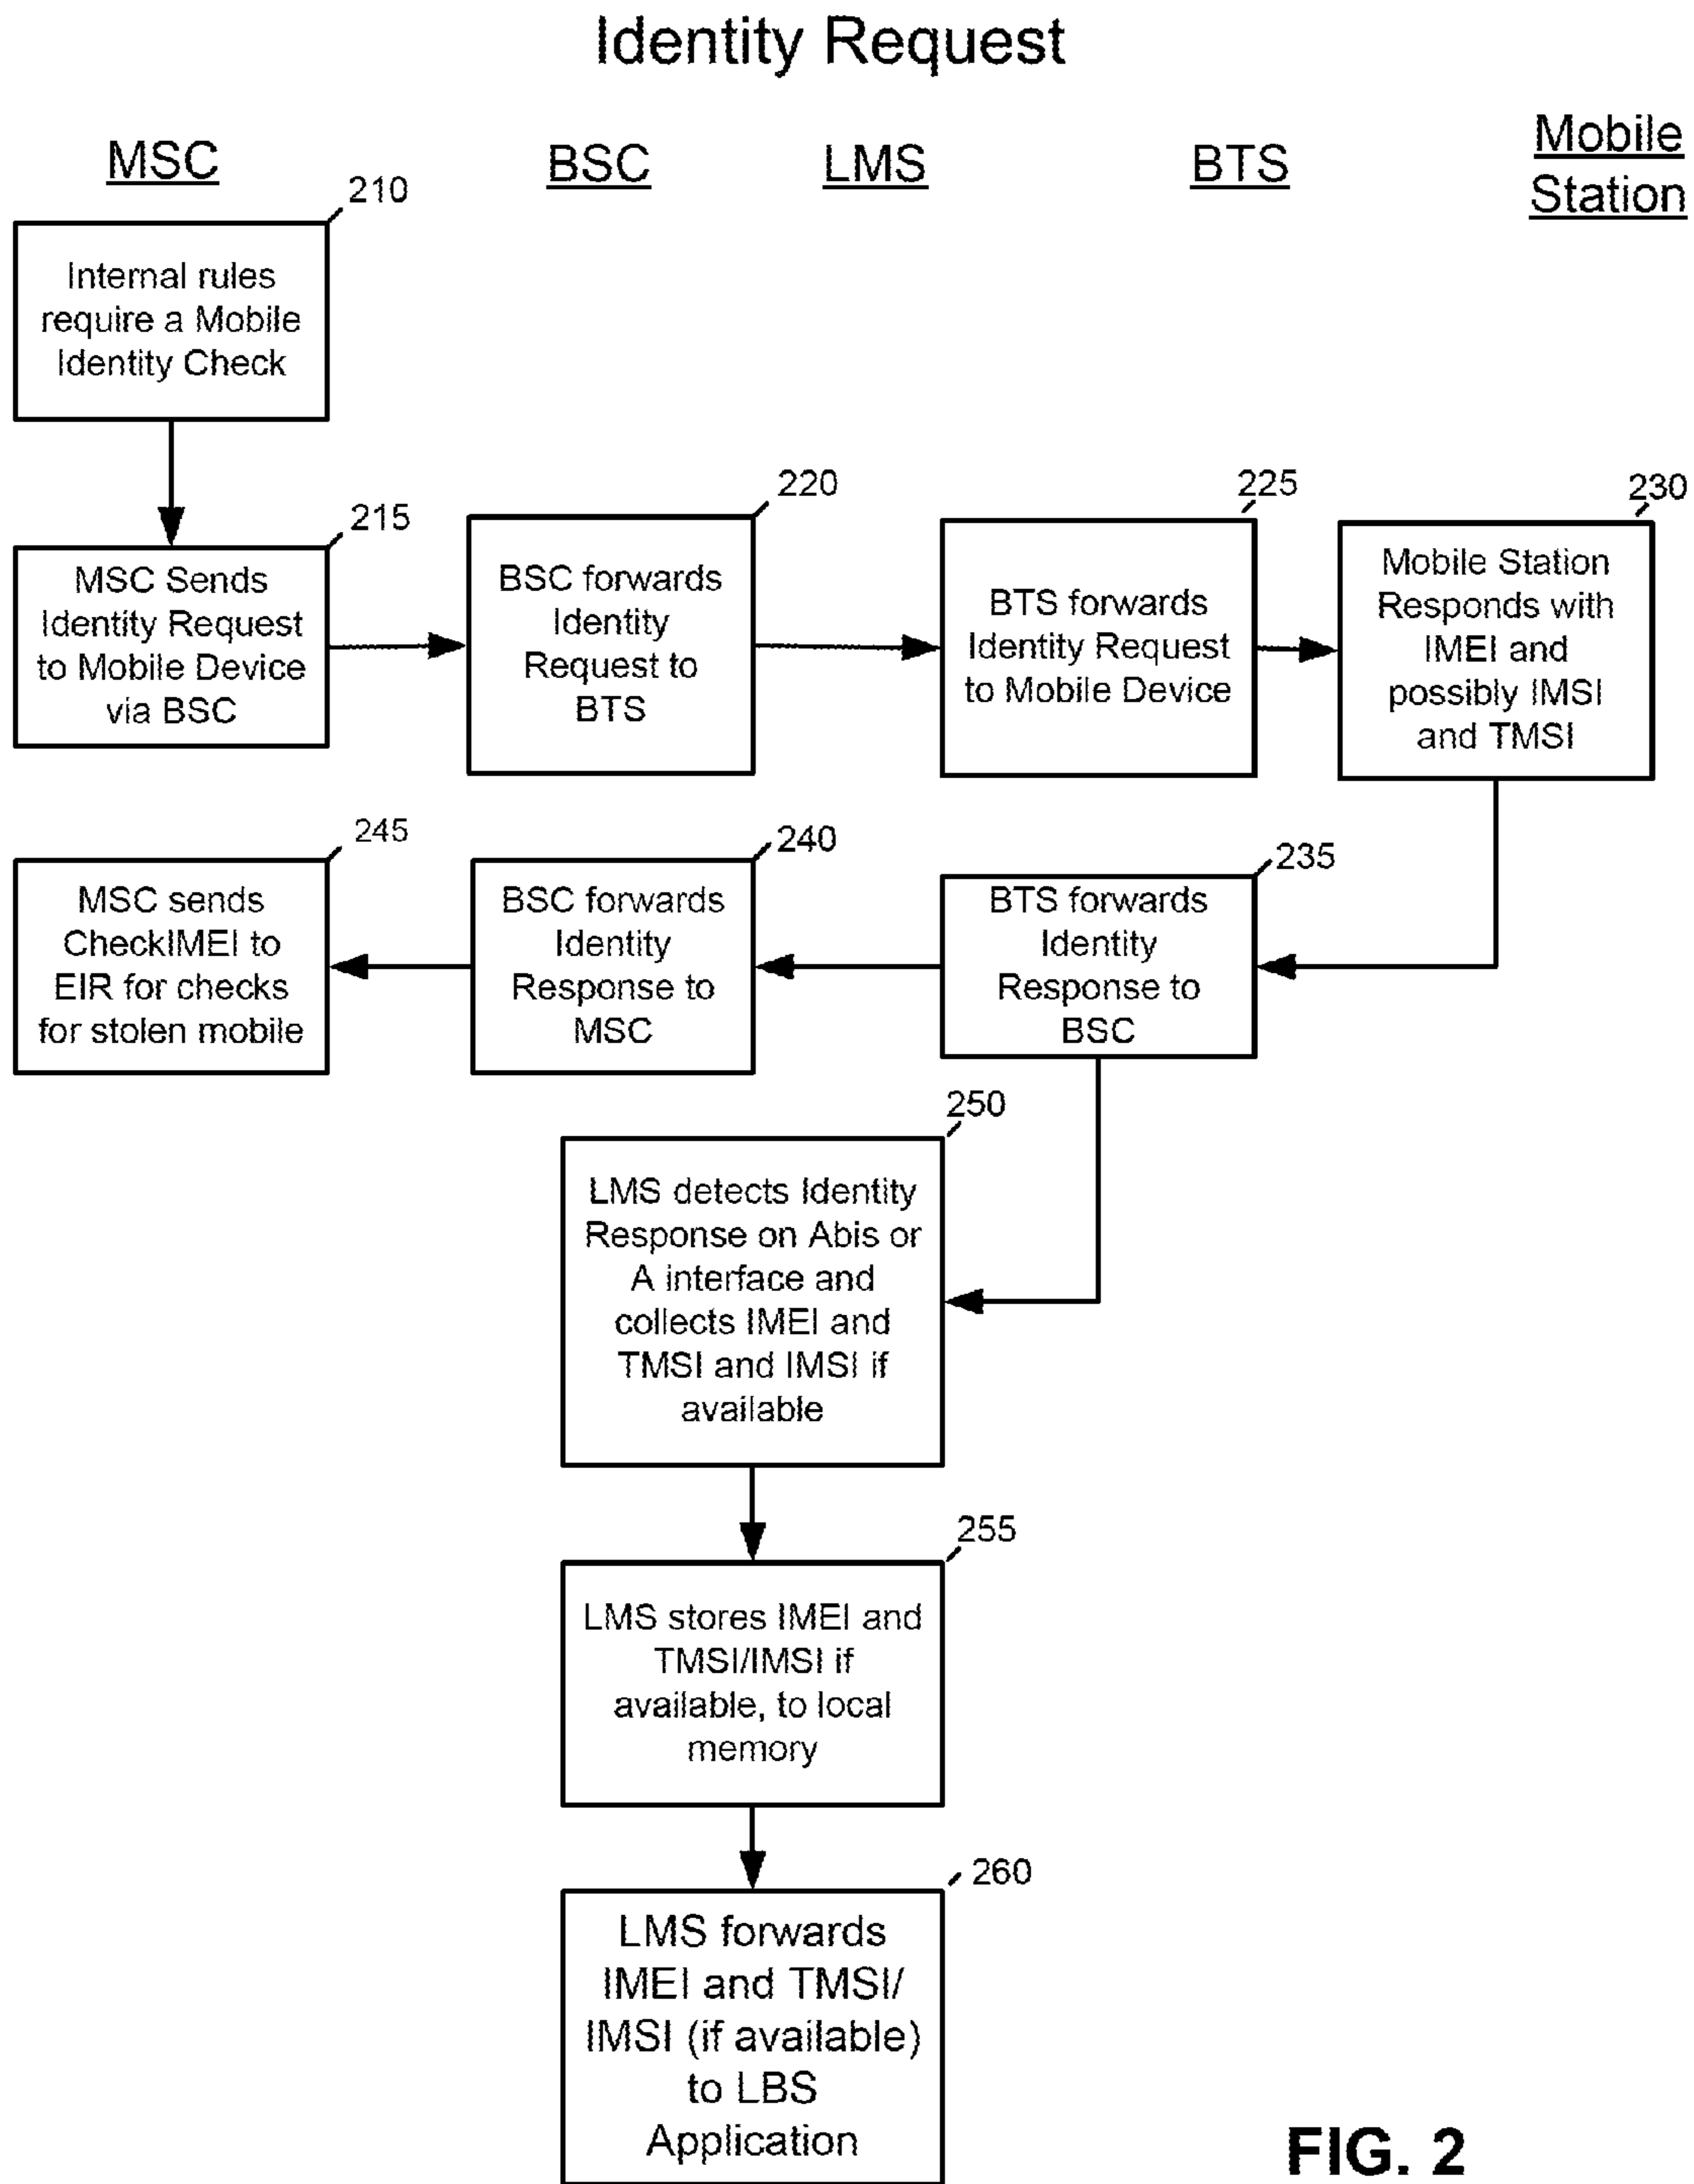 Identity Request
MSC
BSC
LMS
BTS
Mobile
Station
210
Internal rules
require a Mobile
Identity Check
215
MSC Sends
Identity Request
to Mobile Device
via BSC
220
BSC forwards
Identity
Request to
BTS
225
BTS forwards
Identity Request
to Mobile Device
230
Mobile Station
Responds with
IMEI and
possibly IMSI
and TMSI
245
MSC sends
CheckIMEI to
EIR for checks
for stolen mobile
240
BSC forwards
Identity
Response to
MSC
235
BTS forwards
Identity
Response to
BSC
250
LMS detects Identity
Response on Abis or
A interface and
collects IMEI and
TMSI and IMSI if
available
255
LMS stores IMEI and
TMSI/IMSI if
available, to local
memory
260
LMS forwards
IMEI and TMSI/
IMSI (if available)
to LBS
Application
FIG. 2